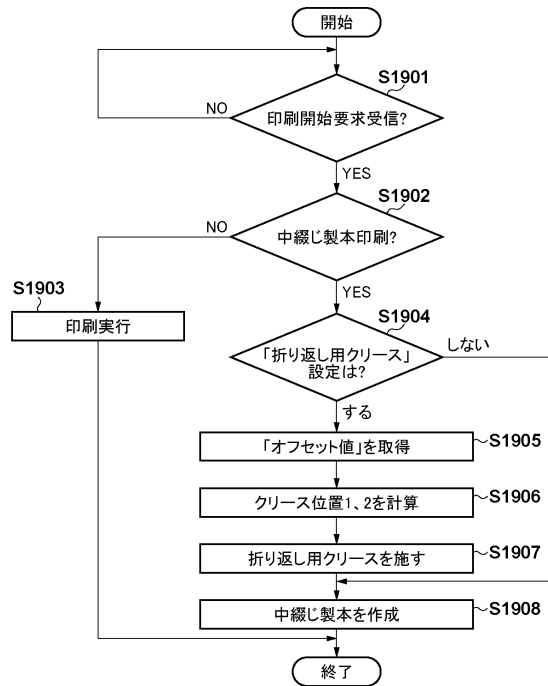 開始
S1901
印刷開始要求受信?
NO
YES
S1902
中綴じ製本印刷?
NO
YES
S1903
印刷実行
S1904
「折り返し用クリース」
設定は?
しない
する
「オフセット値」を取得
S1905
クリース位置1、2を計算
S1906
折り返し用クリースを施す
S1907
中綴じ製本を作成
S1908
終了